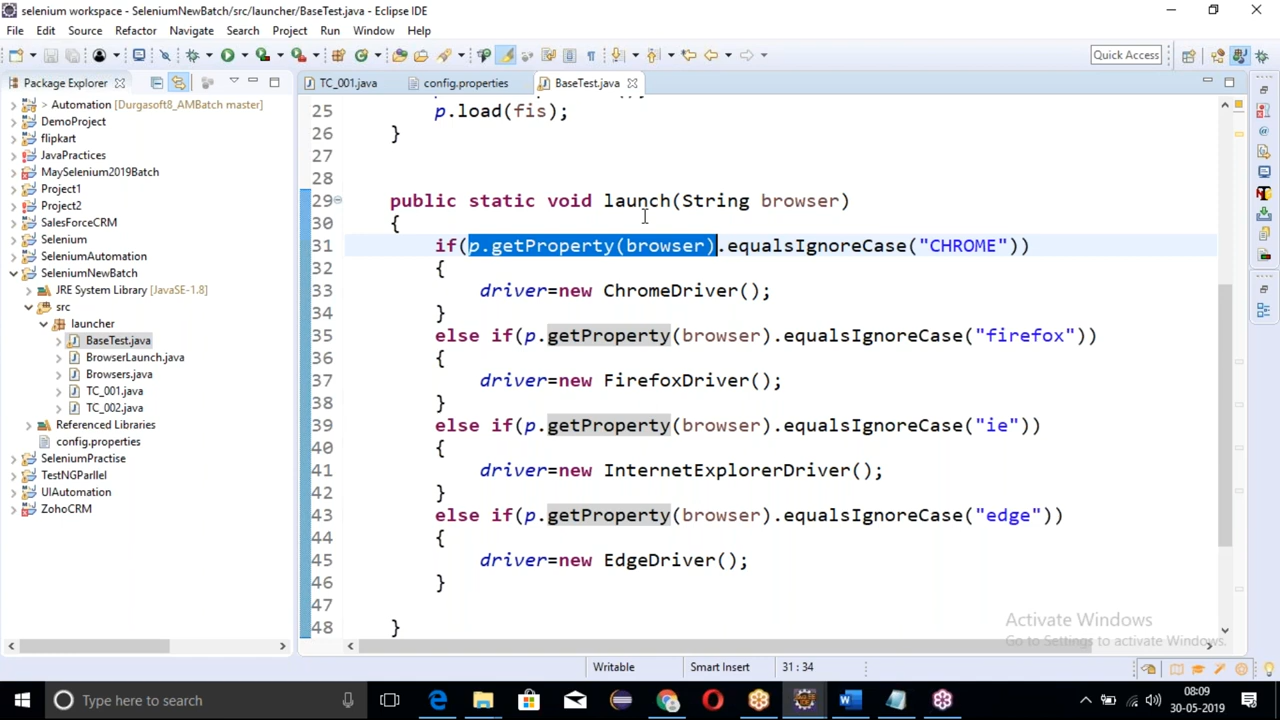 selenium workspace - SeleniumNewBatch/src/launcher/BaseTest.java - Eclipse IDE
File Edit Source Refactor Navigate Search Project Run Window Help
Quick Access
Package Explorer
TC_001.java config.properties BaseTest.java
> Automation [Durgasoft8_AMBatch master]
DemoProject
flipkart
JavaPractices
MaySelenium2019Batch
Project1
Project2
SalesForceCRM
Selenium
SeleniumAutomation
SeleniumNewBatch
JRE System Library [JavaSE-1.8]
src
launcher
BaseTest.java
BrowserLaunch.java
Browsers.java
TC_001.java
TC_002.java
Referenced Libraries
config.properties
SeleniumPractise
TestNGParllel
UIAutomation
ZohoCRM
25 p.load(fis);
26 }
27
28
29 public static void launch(String browser)
30 {
31 if(p.getProperty(browser).equalsIgnoreCase("CHROME"))
32 {
33 driver=new ChromeDriver();
34 }
35 else if(p.getProperty(browser).equalsIgnoreCase("firefox"))
36 {
37 driver=new FirefoxDriver();
38 }
39 else if(p.getProperty(browser).equalsIgnoreCase("ie"))
40 {
41 driver=new InternetExplorerDriver();
42 }
43 else if(p.getProperty(browser).equalsIgnoreCase("edge"))
44 {
45 driver=new EdgeDriver();
46 }
47
48 }
Activate Windows
Go to Settings to activate Windows.
Writable Smart Insert 31 : 34
Type here to search
08:09
30-05-2019